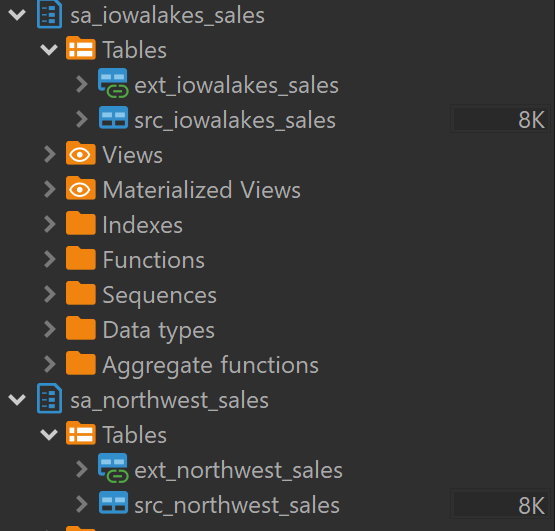 sa_iowalakes_sales
Tables
ext_iowalakes_sales
src_iowalakes_sales 8K
Views
Materialized Views
Indexes
Functions
Sequences
Data types
Aggregate functions
sa_northwest_sales
Tables
ext_northwest_sales
src_northwest_sales 8K